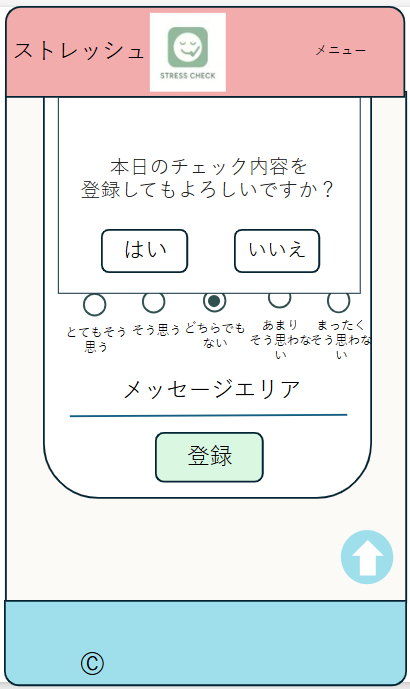 ストレッシュ
STRESS CHECK
メニュー
本日のチェック内容を
登録してもよろしいですか？
はい
いいえ
とてもそう
思う
そう思う
どちらでも
ない
あまり
そう思わな
い
まったく
そう思わな
い
メッセージエリア
登録
©